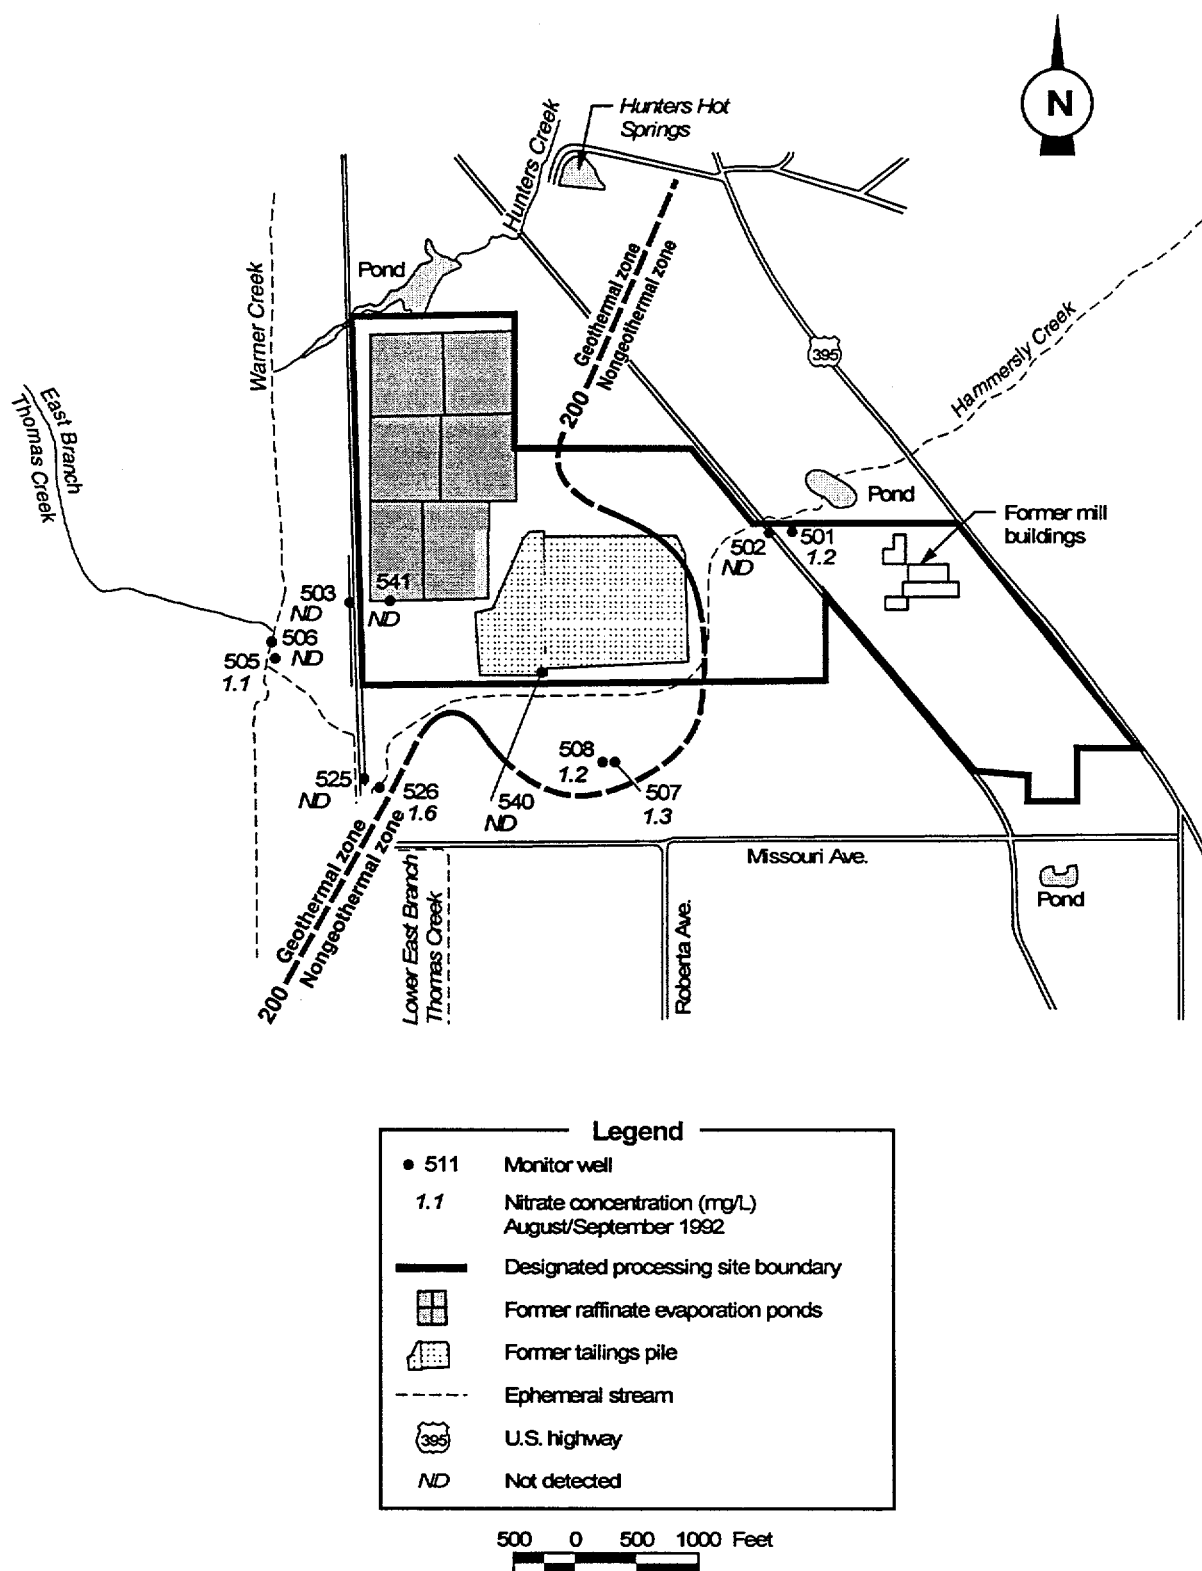 N
Hunters Hot
Springs
Hunters Creek
Pond
Warner Creek
Geothermal zone
Nongeothermal zone
200
395
Hammersly Creek
East Branch
Thomas Creek
Pond
Former mill
buildings
502
ND
501
1.2
503
ND
541
ND
506
ND
505
1.1
508
1.2
507
1.3
525
ND
526
1.6
540
ND
Geothermal zone
Nongeothermal zone
200
Missouri Ave.
Lower East Branch
Thomas Creek
Roberta Ave.
Pond
Legend
511 Monitor well
1.1 Nitrate concentration (mg/L)
August/September 1992
Designated processing site boundary
Former raffinate evaporation ponds
Former tailings pile
Ephemeral stream
395 U.S. highway
ND Not detected
500 0 500 1000 Feet